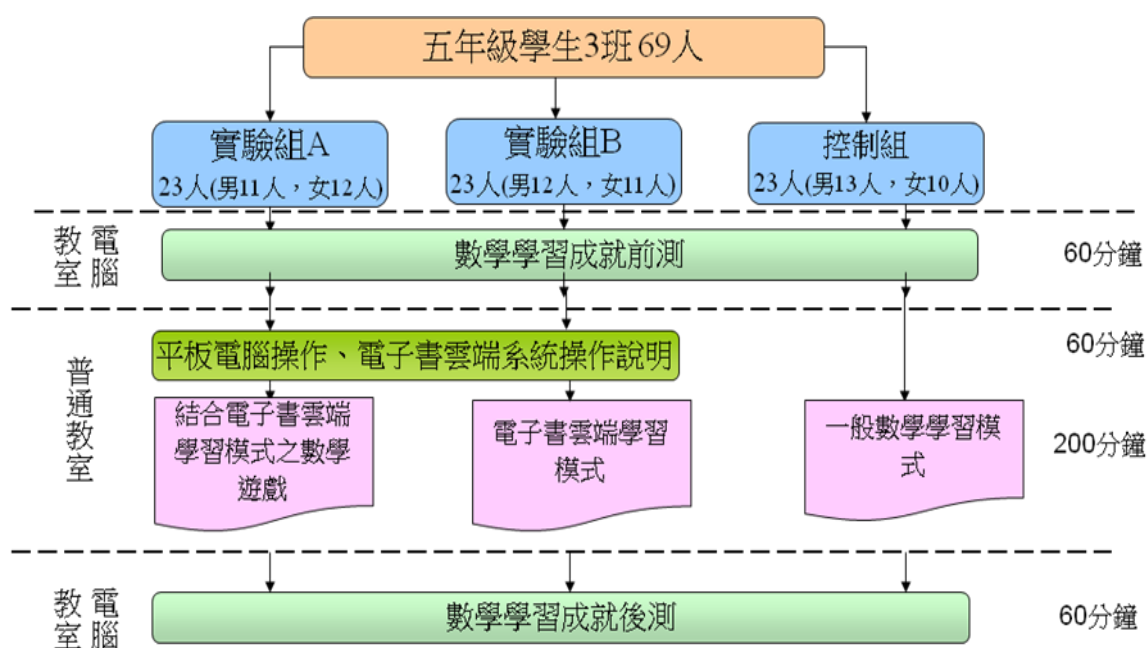 五年級學生3班 69人
實驗組A
23人(男11人，女12人)
實驗組B
23人(男12人，女11人)
控制組
23人(男13人，女10人)
電腦教室
數學學習成就前測
60分鐘
普通教室
平板電腦操作、電子書雲端系統操作說明
60分鐘
結合電子書雲端
學習模式之數學
遊戲
電子書雲端學習
模式
一般數學學習模
式
200分鐘
電腦教室
數學學習成就後測
60分鐘